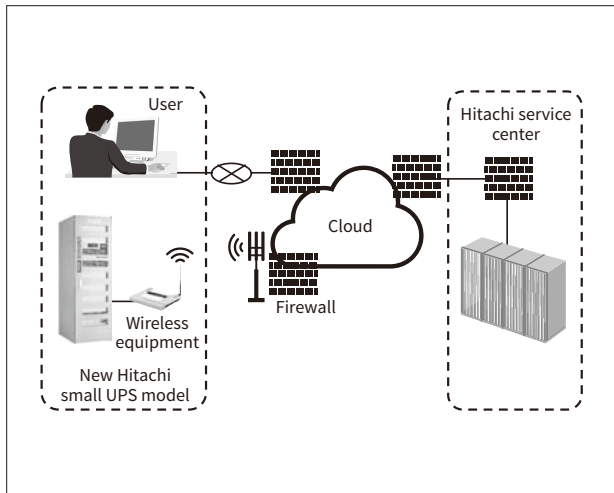 User
Hitachi service
center
Cloud
Firewall
Wireless
equipment
New Hitachi
small UPS model